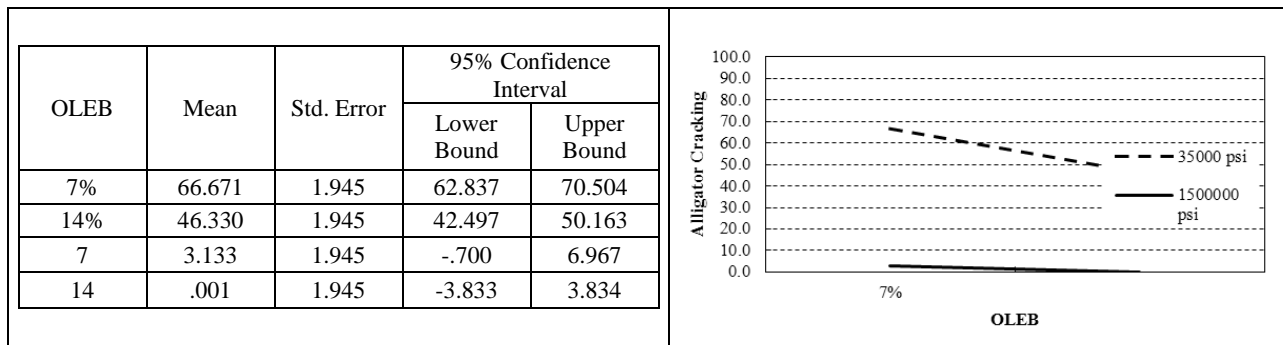 OLEB Mean Std. Error 95% Confidence Interval
Lower Bound Upper Bound
7% 66.671 1.945 62.837 70.504
14% 46.330 1.945 42.497 50.163
7 3.133 1.945 -.700 6.967
14 .001 1.945 -3.833 3.834
Alligator Cracking
100.0
90.0
80.0
70.0
60.0
50.0
40.0
30.0
20.0
10.0
0.0
35000 psi
1500000
psi
7%
OLEB